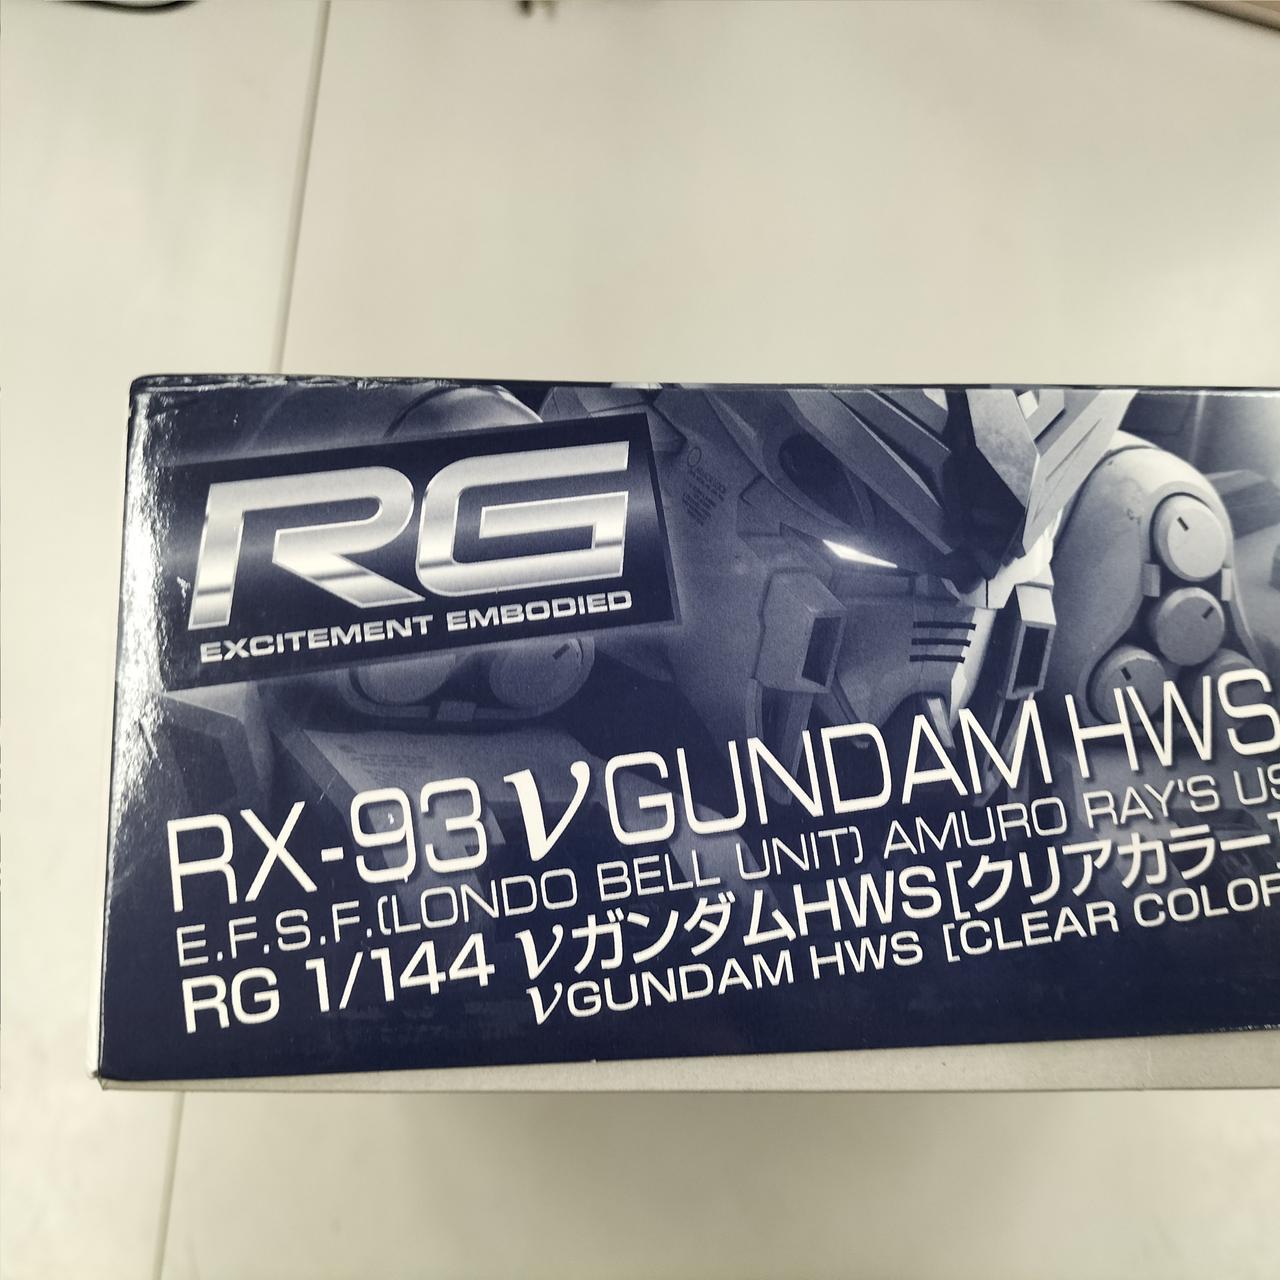 RG
EXCITEMENT EMBODIED
RX-93 νGUNDAM HWS
E.F.S.F.(LONDO BELL UNIT) AMURO RAY'S
RG 1/144 νガンダムHWS[クリアカラー]
νGUNDAM HWS [CLEAR COLOR